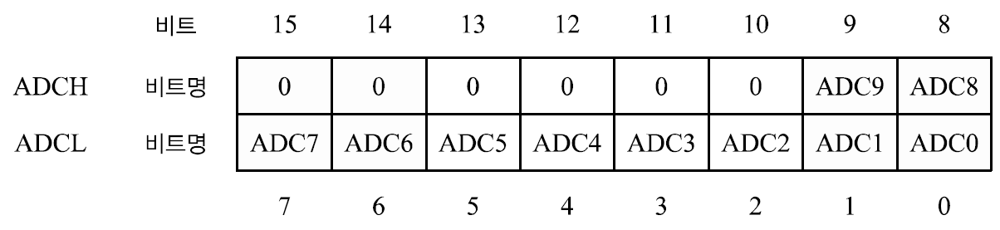 비트 15 14 13 12 11 10 9 8
ADCH 비트명 0 0 0 0 0 0 ADC9 ADC8
ADCL 비트명 ADC7 ADC6 ADC5 ADC4 ADC3 ADC2 ADC1 ADC0
7 6 5 4 3 2 1 0